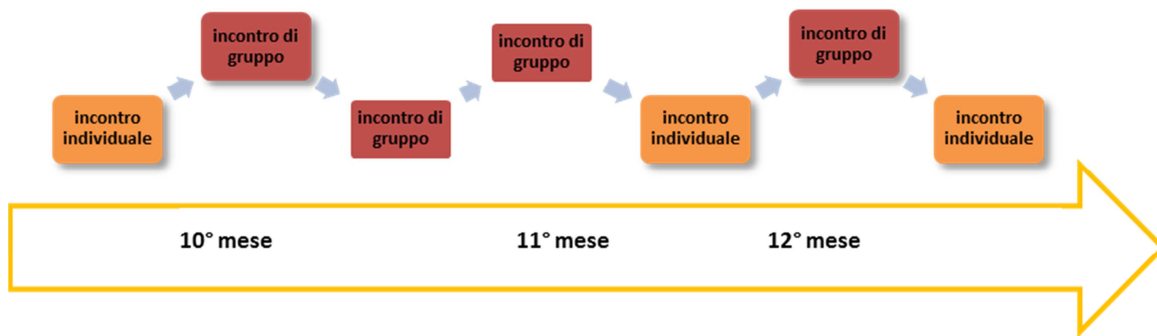 incontro
individuale
incontro di
gruppo
incontro di
gruppo
incontro di
gruppo
incontro
individuale
incontro di
gruppo
incontro
individuale
10° mese
11° mese
12° mese